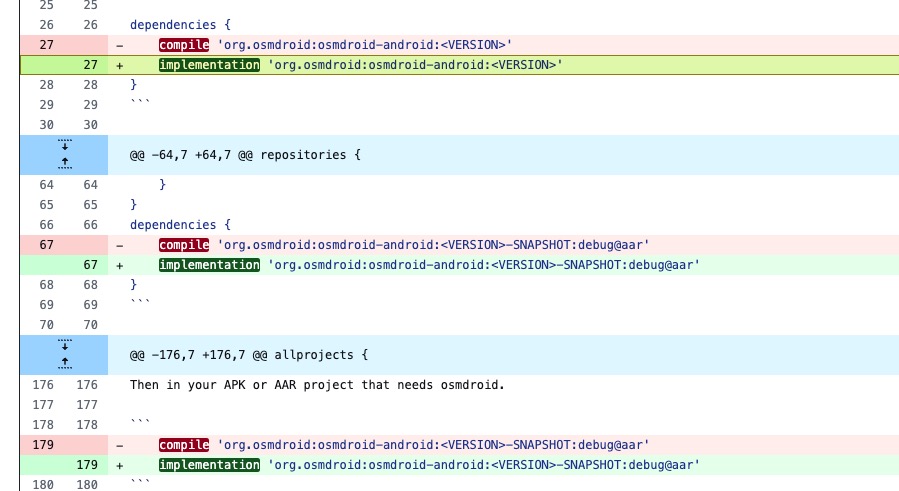 25 25
26 26 dependencies {
27 - compile 'org.osmdroid:osmdroid-android:<VERSION>'
27 + implementation 'org.osmdroid:osmdroid-android:<VERSION>'
28 28 }
29 29 ```
30 30
@@ -64,7 +64,7 @@ repositories {
64 64 }
65 65 }
66 66 dependencies {
67 - compile 'org.osmdroid:osmdroid-android:<VERSION>-SNAPSHOT:debug@aar'
67 + implementation 'org.osmdroid:osmdroid-android:<VERSION>-SNAPSHOT:debug@aar'
68 68 }
69 69 ```
70 70
@@ -176,7 +176,7 @@ allprojects {
176 176 Then in your APK or AAR project that needs osmdroid.
177 177
178 178 ```
179 - compile 'org.osmdroid:osmdroid-android:<VERSION>-SNAPSHOT:debug@aar'
179 + implementation 'org.osmdroid:osmdroid-android:<VERSION>-SNAPSHOT:debug@aar'
180 180 ```